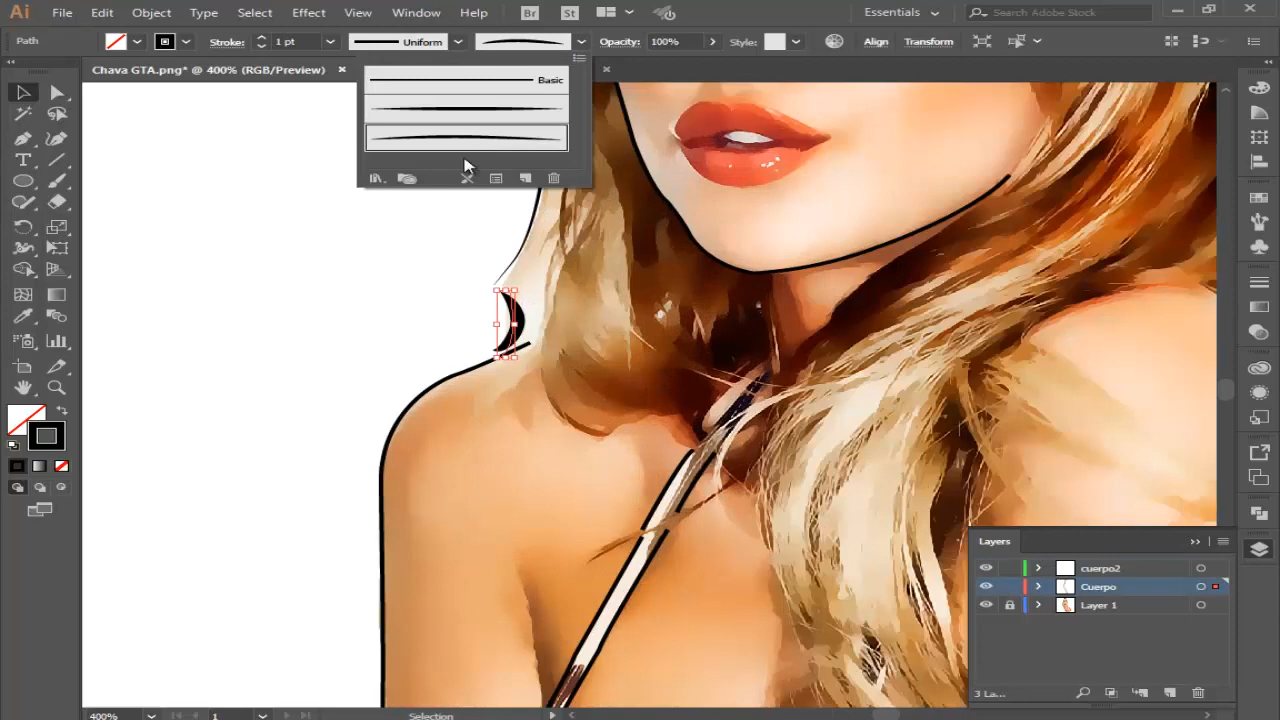 Ai File Edit Object Type Select Effect View Window Help Br St Essentials Search Adobe Stock
Path Stroke: 1 pt Uniform Opacity: 100% Style: Align Transform
Chava GTA.png* @ 400% (RGB/Preview)
Basic
Layers
cuerpo2
Cuerpo
Layer 1
3 La...
400% 1 Selection